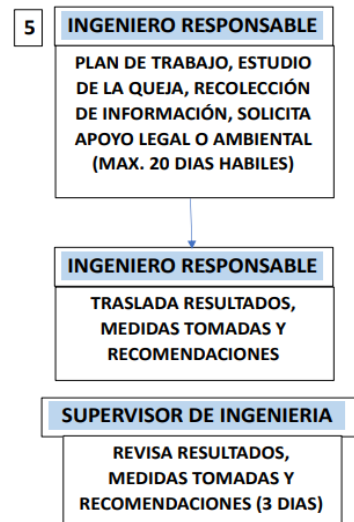 5
INGENIERO RESPONSABLE
PLAN DE TRABAJO, ESTUDIO
DE LA QUEJA, RECOLECCIÓN
DE INFORMACIÓN, SOLICITA
APOYO LEGAL O AMBIENTAL
(MAX. 20 DIAS HABILES)
INGENIERO RESPONSABLE
TRASLADA RESULTADOS,
MEDIDAS TOMADAS Y
RECOMENDACIONES
SUPERVISOR DE INGENIERIA
REVISA RESULTADOS,
MEDIDAS TOMADAS Y
RECOMENDACIONES (3 DIAS)